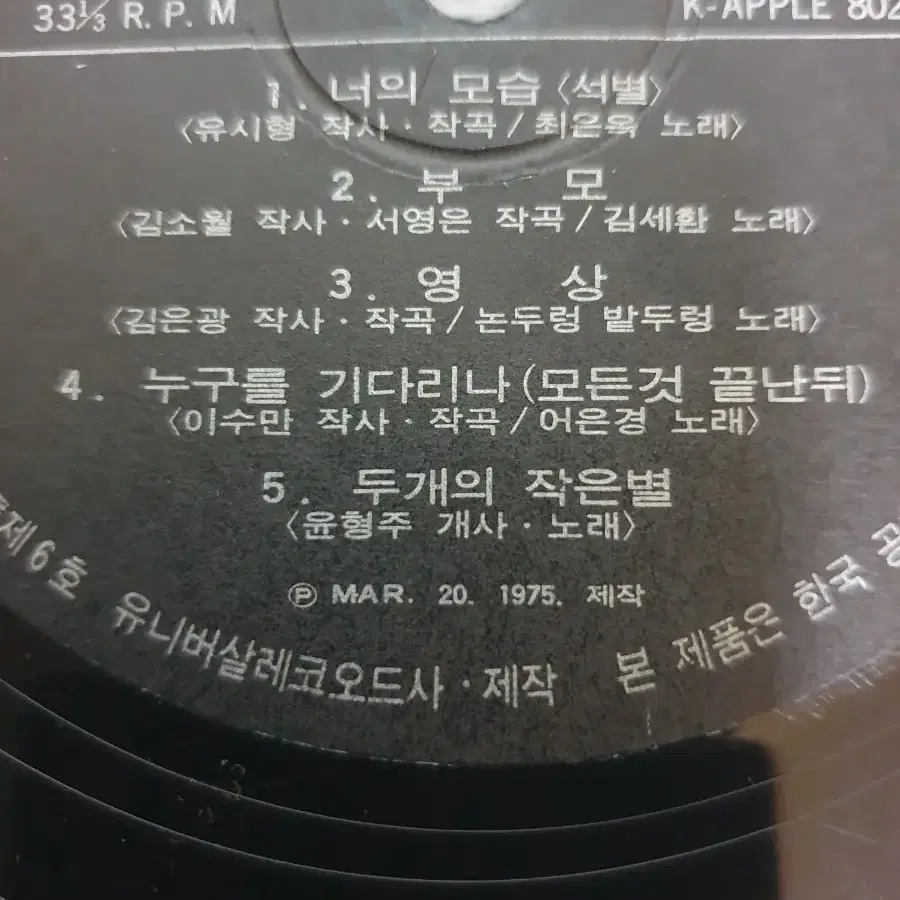 33⅓ R. P. M
K-APPLE 802
1. 너의 모습 〈석별〉
〈유시형 작사 · 작곡 / 최은옥 노래〉
2. 부 모
〈김소월 작사 · 서영은 작곡 / 김세환 노래〉
3. 영 상
〈김은광 작사 · 작곡 / 논두렁 밭두렁 노래〉
4. 누구를 기다리나 (모든것 끝난뒤)
〈이수만 작사 · 작곡 / 어은경 노래〉
5. 두개의 작은별
〈윤형주 개사 · 노래〉
Ⓟ MAR. 20. 1975. 제작
제6호 유니버살레코오드사 · 제작 본 제품은 한국 공